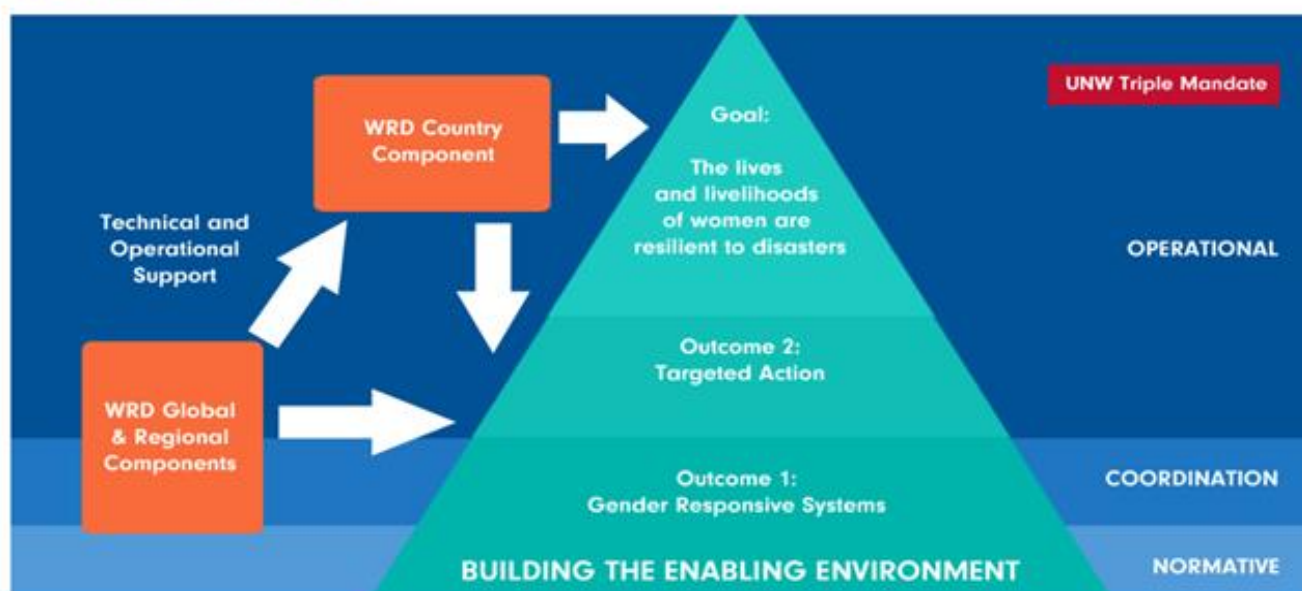 UNW Triple Mandate
WRD Country
Component
Goal:
The lives
and livelihoods
of women are
resilient to disasters
Technical and
Operational
Support
OPERATIONAL
Outcome 2:
Targeted Action
WRD Global
& Regional
Components
Outcome 1:
Gender Responsive Systems
COORDINATION
BUILDING THE ENABLING ENVIRONMENT
NORMATIVE